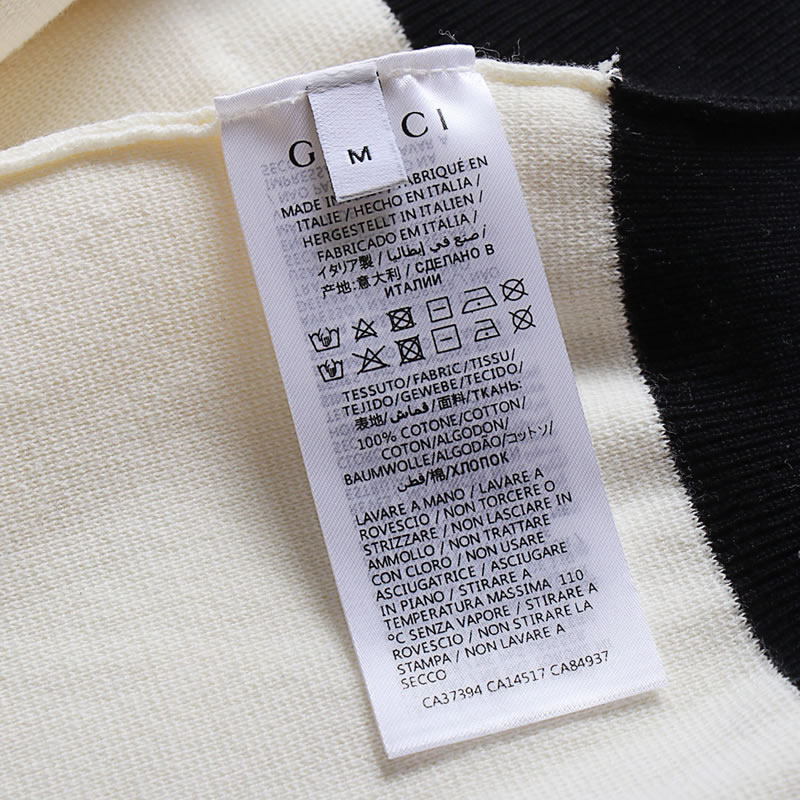 G CCI
M
MADE IN / FABRIQUÉ EN
ITALIE / HECHO EN ITALIA /
HERGESTELLT IN ITALIEN /
FABRICADO EM ITÁLIA /
イタリア製 / صنع في إيطاليا /
产地:意大利 / СДЕЛАНО В
ИТАЛИИ
TESSUTO/FABRIC/TISSU/
TEJIDO/GEWEBE/TECIDO/
表地/قماش/面料/ТКАНЬ:
100% COTONE/COTTON/
COTON/ALGODON/
BAUMWOLLE/ALGODÃO/コットン/
قطن/棉/ХЛОПОК
LAVARE A MANO / LAVARE A
ROVESCIO / NON TORCERE O
STRIZZARE / NON LASCIARE IN
AMMOLLO / NON TRATTARE
CON CLORO / NON USARE
ASCIUGATRICE / ASCIUGARE
IN PIANO / STIRARE A
TEMPERATURA MASSIMA 110
°C SENZA VAPORE / STIRARE A
ROVESCIO / NON STIRARE LA
STAMPA / NON LAVARE A
SECCO
CA37394 CA14517 CA84937